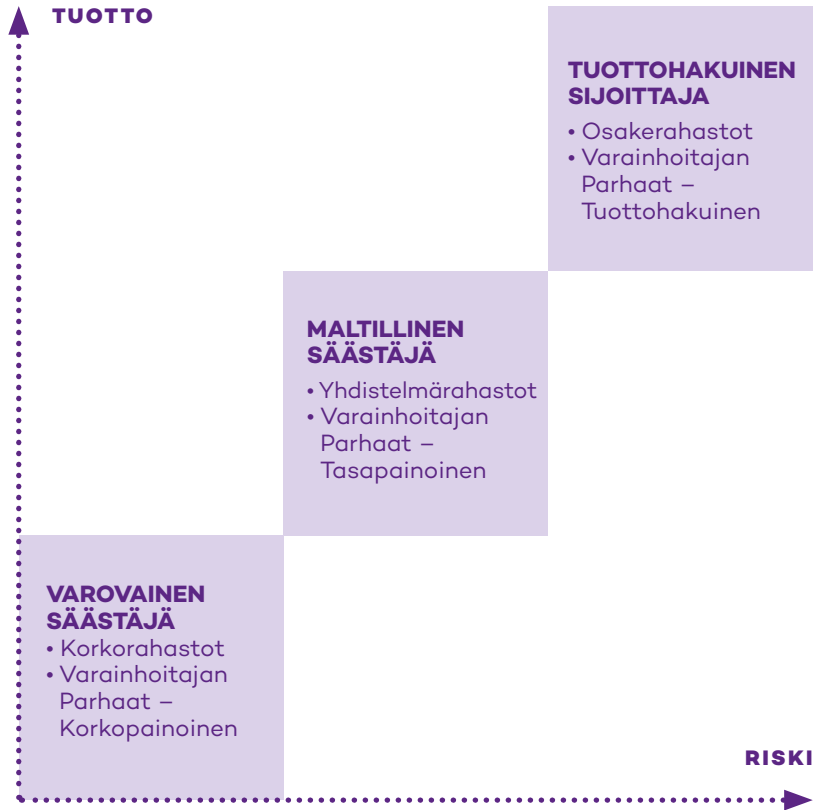 TUOTTO
TUOTTOHAKUINEN
SIJOITTAJA
• Osakerahastot
• Varainhoitajan
Parhaat –
Tuottohakuinen
MALTILLINEN
SÄÄSTÄJÄ
• Yhdistelmärahastot
• Varainhoitajan
Parhaat –
Tasapainoinen
VAROVAINEN
SÄÄSTÄJÄ
• Korkorahastot
• Varainhoitajan
Parhaat –
Korkopainoinen
RISKI